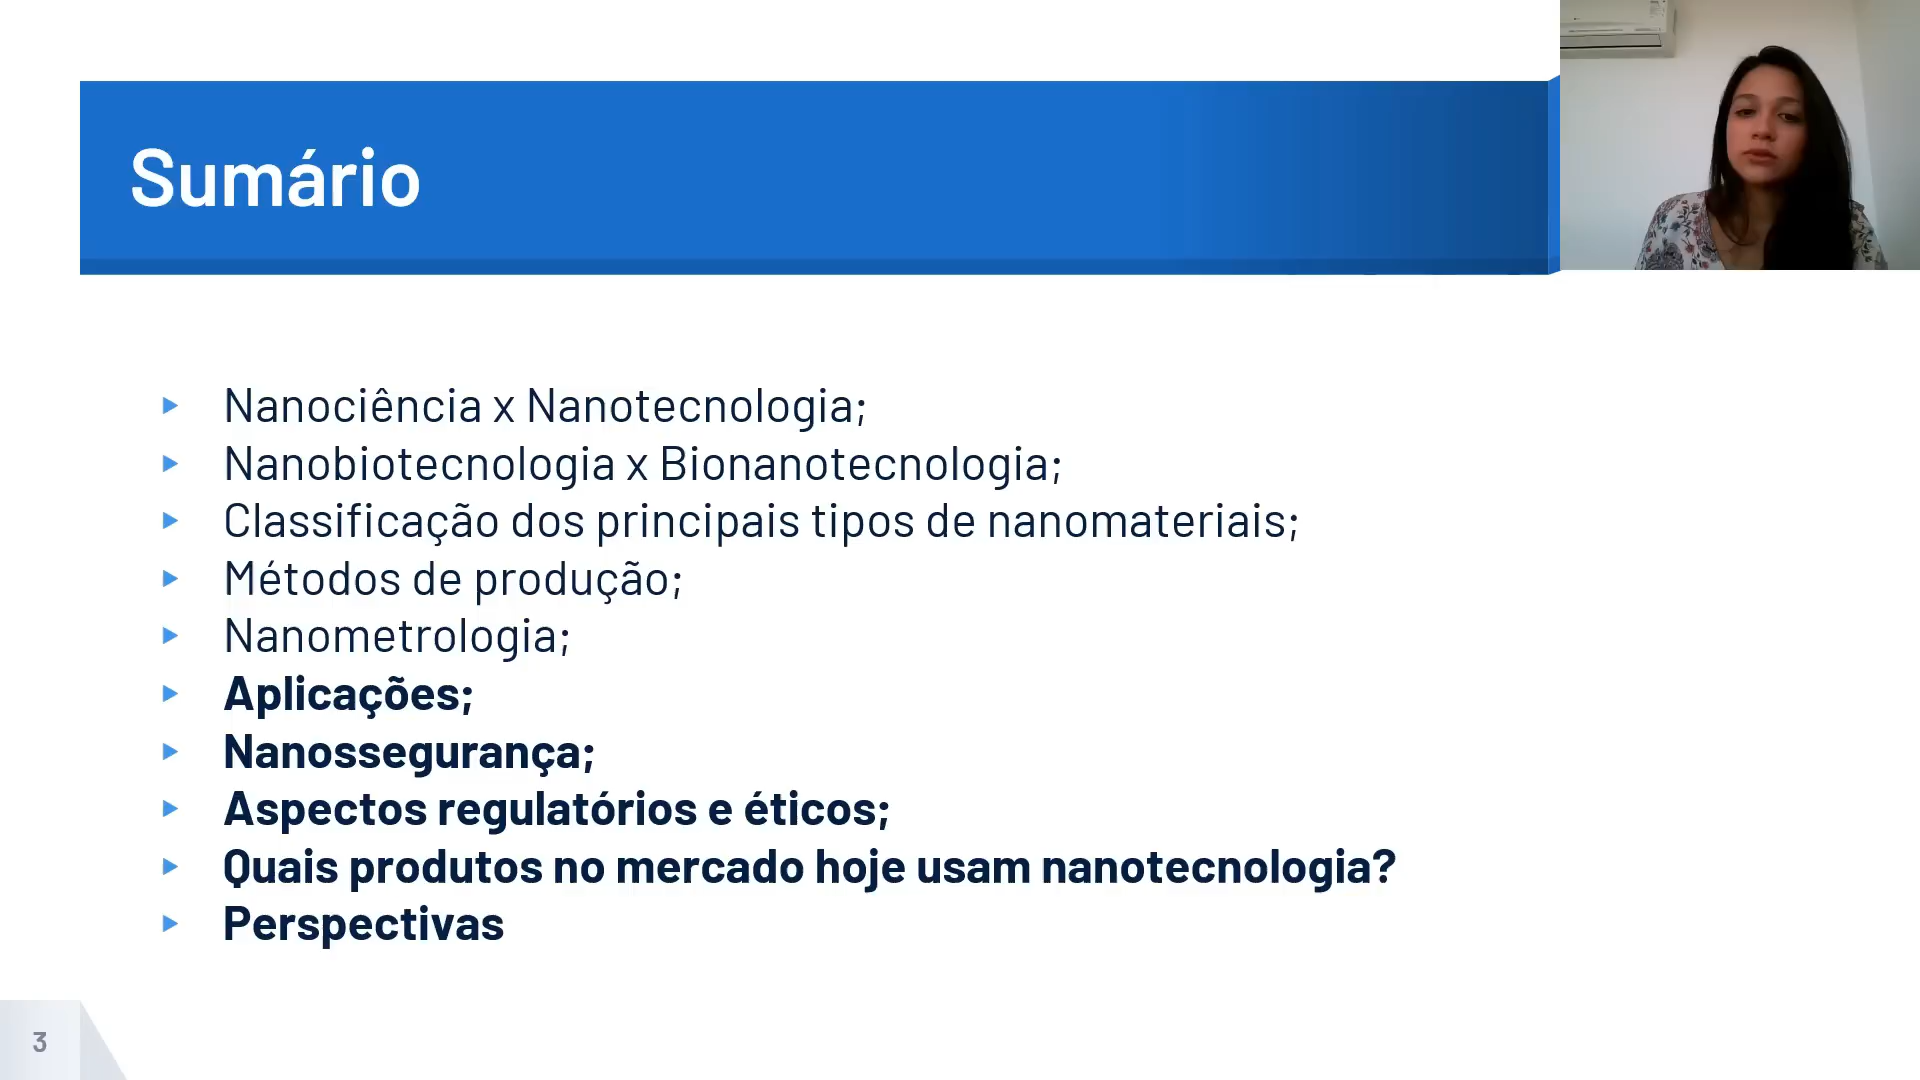 Sumário
Nanociência x Nanotecnologia;
Nanobiotecnologia x Bionanotecnologia;
Classificação dos principais tipos de nanomateriais;
Métodos de produção;
Nanometrologia;
Aplicações;
Nanossegurança;
Aspectos regulatórios e éticos;
Quais produtos no mercado hoje usam nanotecnologia?
Perspectivas
3